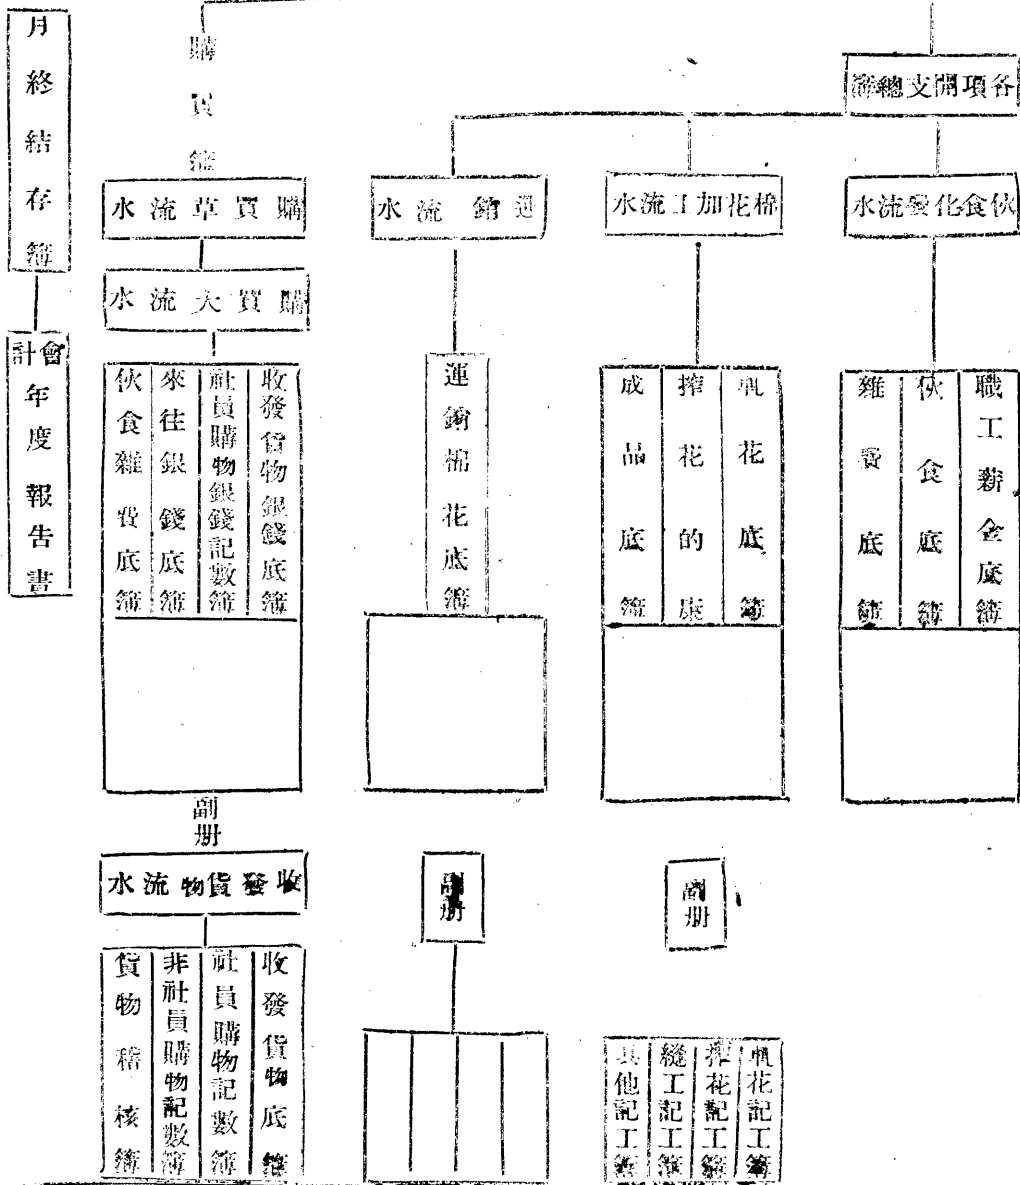 各項開支總簿
伙食化費流水
職工薪金底簿
伙食底簿
雜費底簿
棉花加工流水
軋花底簿
搾花的康
成品底簿
副册
軋花記工簿
搾花記工簿
縫工記工簿
其他記工簿
運銷流水
運銷棉花底簿
副册
購買簿
購買草流水
購買大流水
收發貨物銀錢底簿
社員購物銀錢記數簿
來往銀錢底簿
伙食雜費底簿
副册
收發貨物流水
收發貨物底簿
社員購物記數簿
非社員購物記數簿
貨物稽核簿
月終結存簿
會計年度報告書